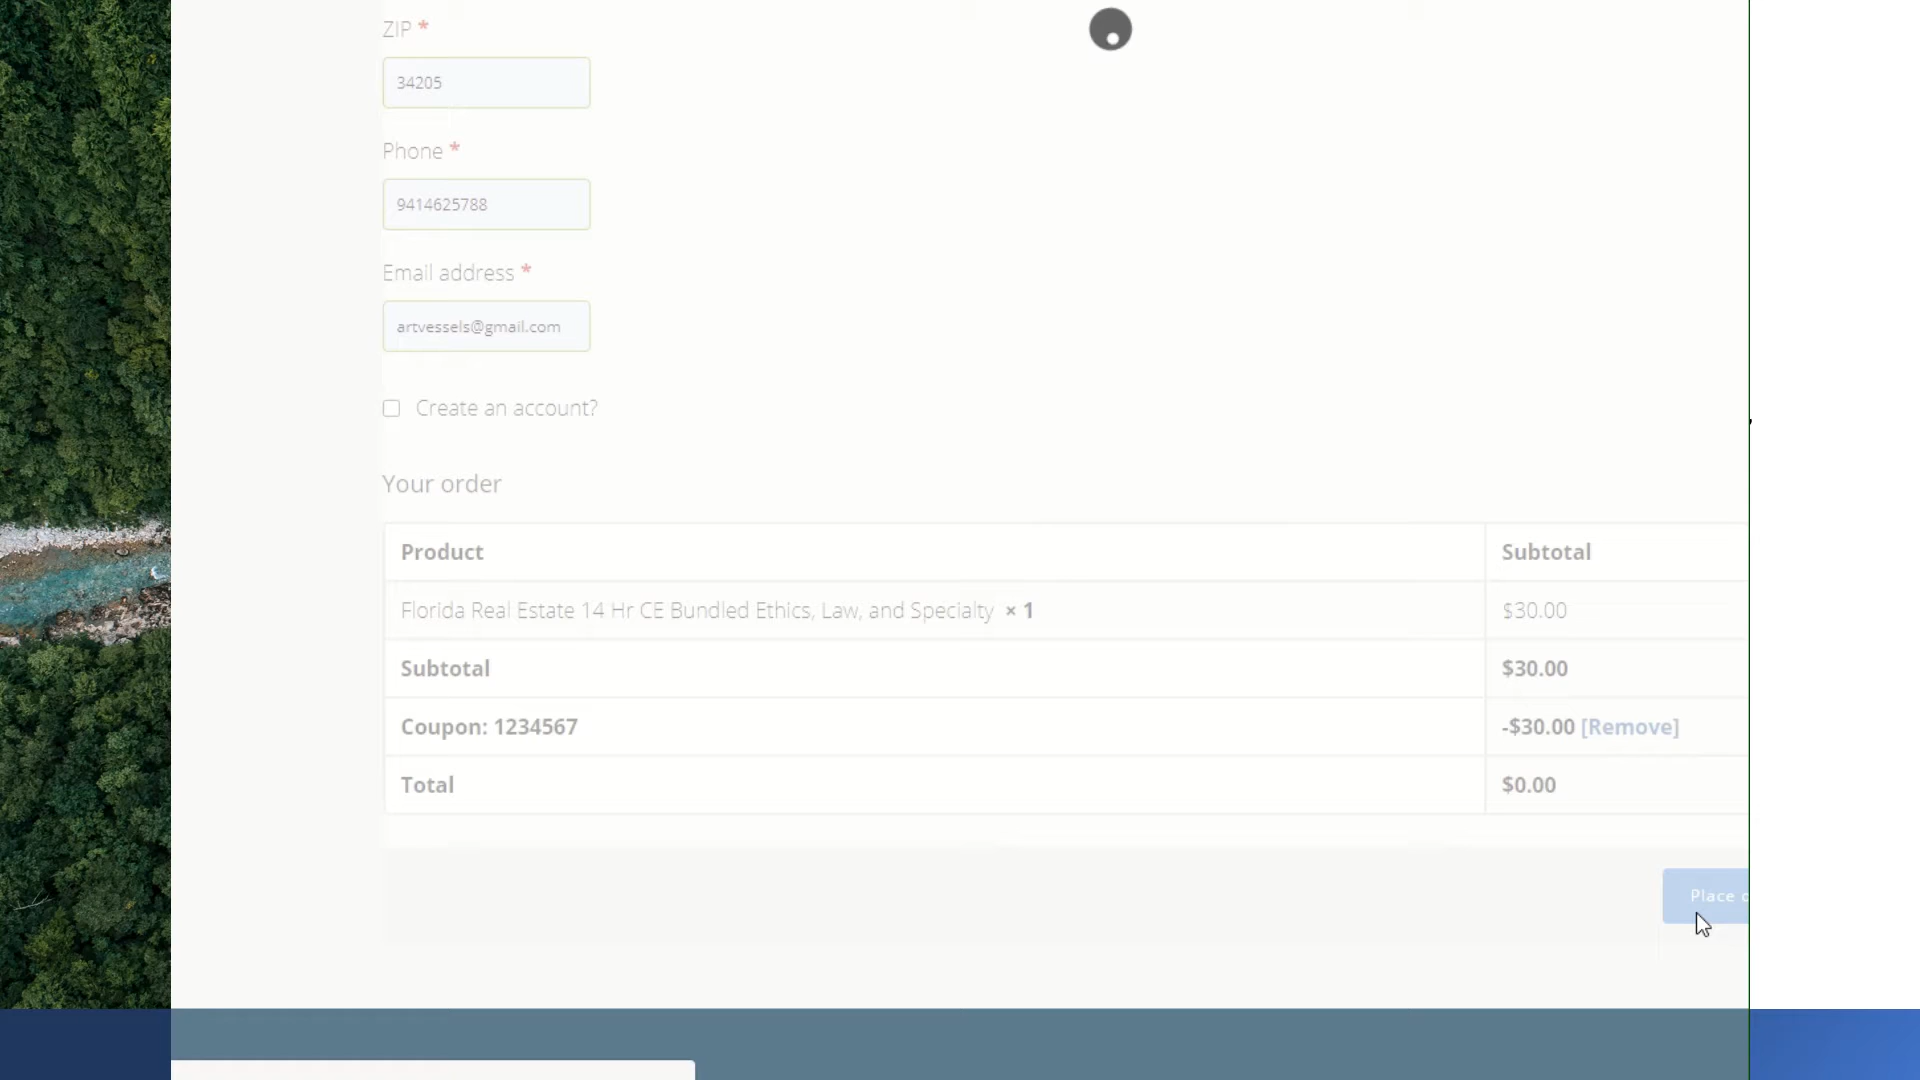 ZIP *
34205
Phone *
9414625788
Email address *
artvessels@gmail.com
Create an account?
Your order
Product Subtotal
Florida Real Estate 14 Hr CE Bundled Ethics, Law, and Specialty × 1 $30.00
Subtotal $30.00
Coupon: 1234567 -$30.00 [Remove]
Total $0.00
Place